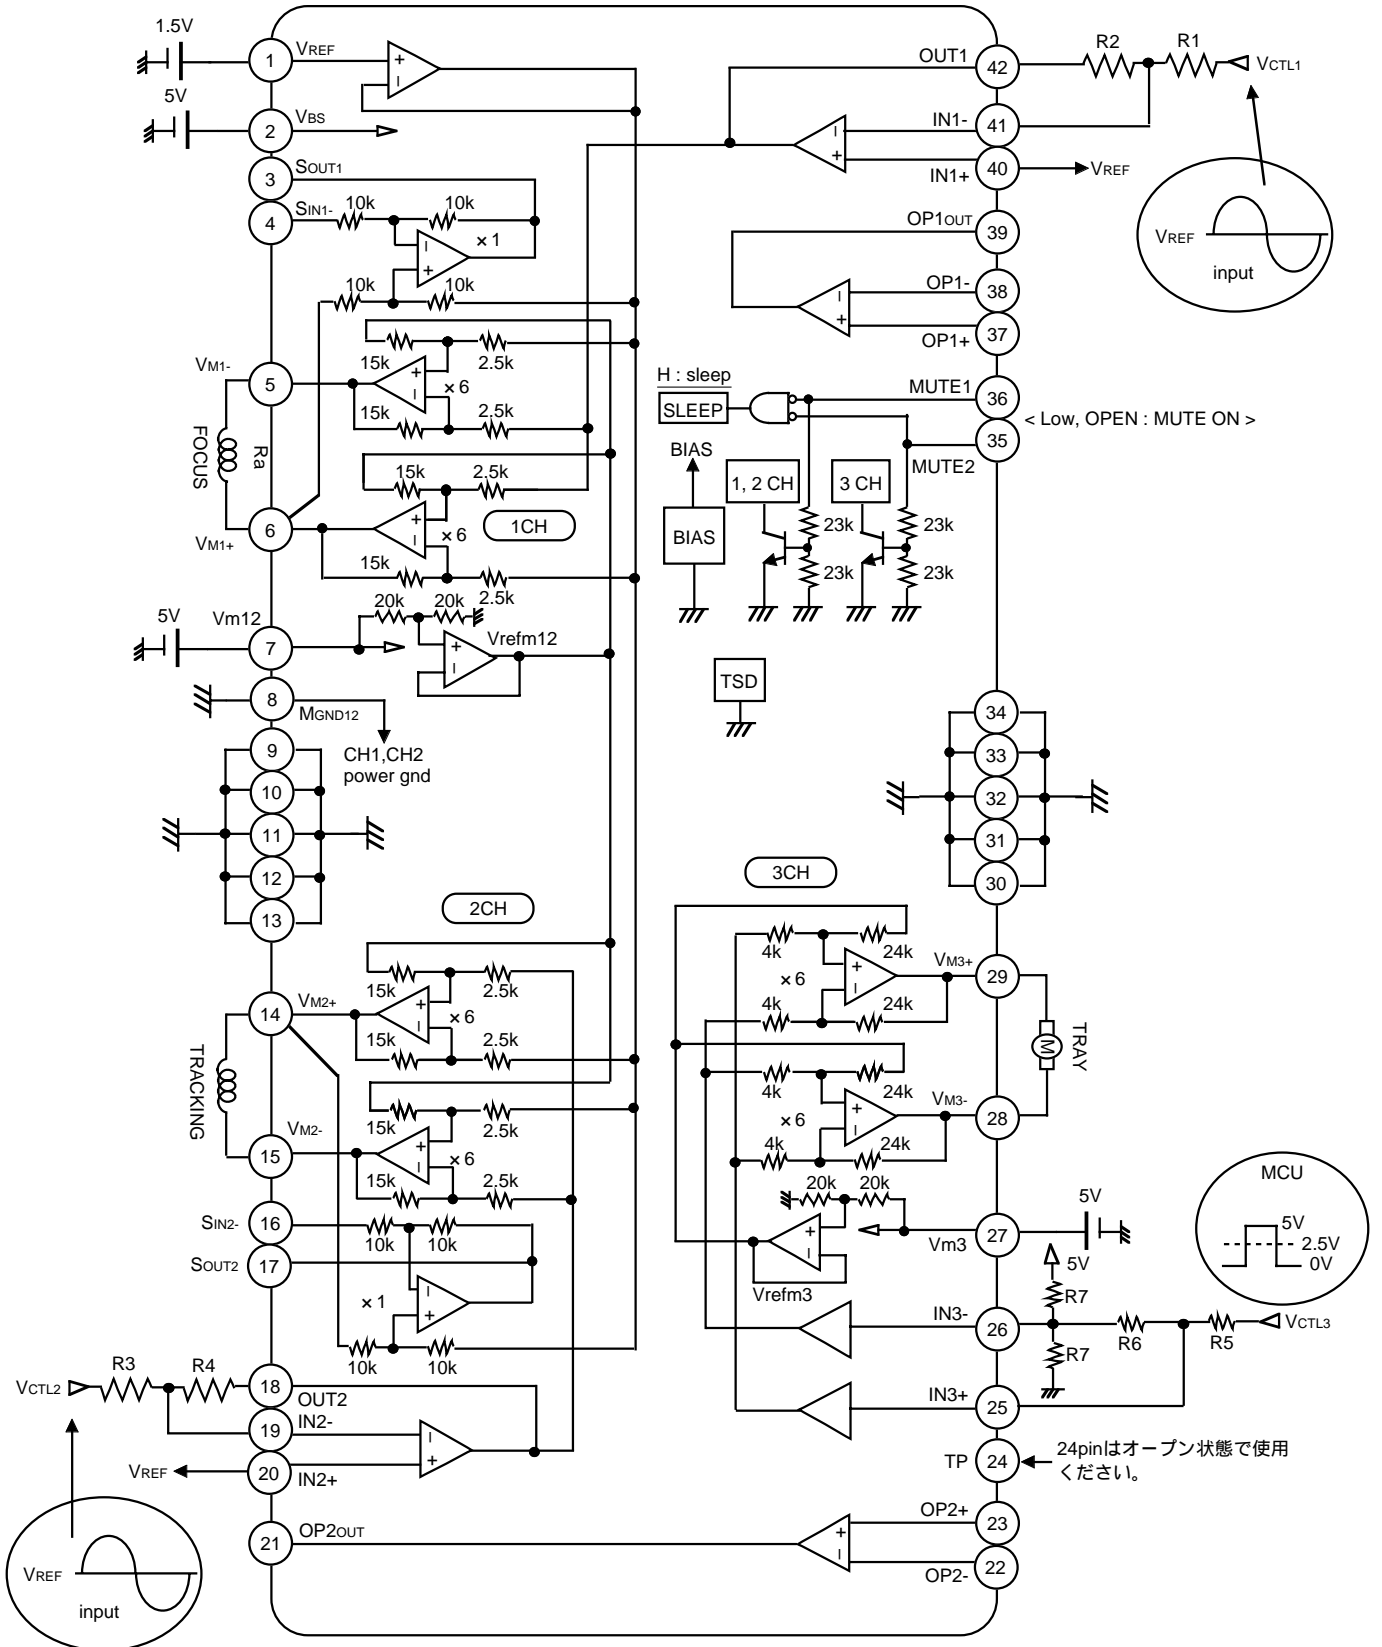 1.5V
1
VREF
5V
2
VBS
3
SOUT1
4
SIN1-
10k
10k
×1
10k
10k
OUT1
42
R2
R1
VCTL1
IN1-
41
40
VREF
IN1+
VREF
input
OP1OUT
39
OP1-
38
37
OP1+
VM1-
5
15k
2.5k
×6
15k
2.5k
FOCUS
Ra
15k
2.5k
6
VM1+
×6
1CH
15k
2.5k
H : sleep
SLEEP
MUTE1
36
< Low, OPEN : MUTE ON >
35
MUTE2
BIAS
BIAS
1, 2 CH
3 CH
23k
23k
23k
23k
5V
Vm12
7
20k
20k
Vrefm12
8
MGND12
CH1,CH2
power gnd
TSD
9
10
11
12
13
34
33
32
31
30
2CH
3CH
14
VM2+
15k
2.5k
×6
15k
2.5k
TRACKING
VM2-
15
15k
2.5k
×6
15k
2.5k
4k
24k
×6
4k
24k
VM3+
29
M
TRAY
4k
24k
×6
4k
24k
VM3-
28
20k
20k
Vm3
27
5V
Vrefm3
MCU
5V
2.5V
0V
SIN2-
16
10k
10k
SOUT2
17
×1
10k
10k
5V
R7
IN3-
26
R6
R5
VCTL3
R7
IN3+
25
R3
R4
VCTL2
18
OUT2
19
IN2-
VREF
20
IN2+
TP
24
24pinはオープン状態で使用
ください。
VREF
input
21
OP2OUT
OP2+
23
22
OP2-